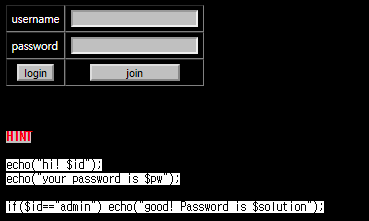 username
password
login join
HINT
echo("hi! $id");
echo("your password is $pw");
if($id=="admin") echo("good! Password is $solution");